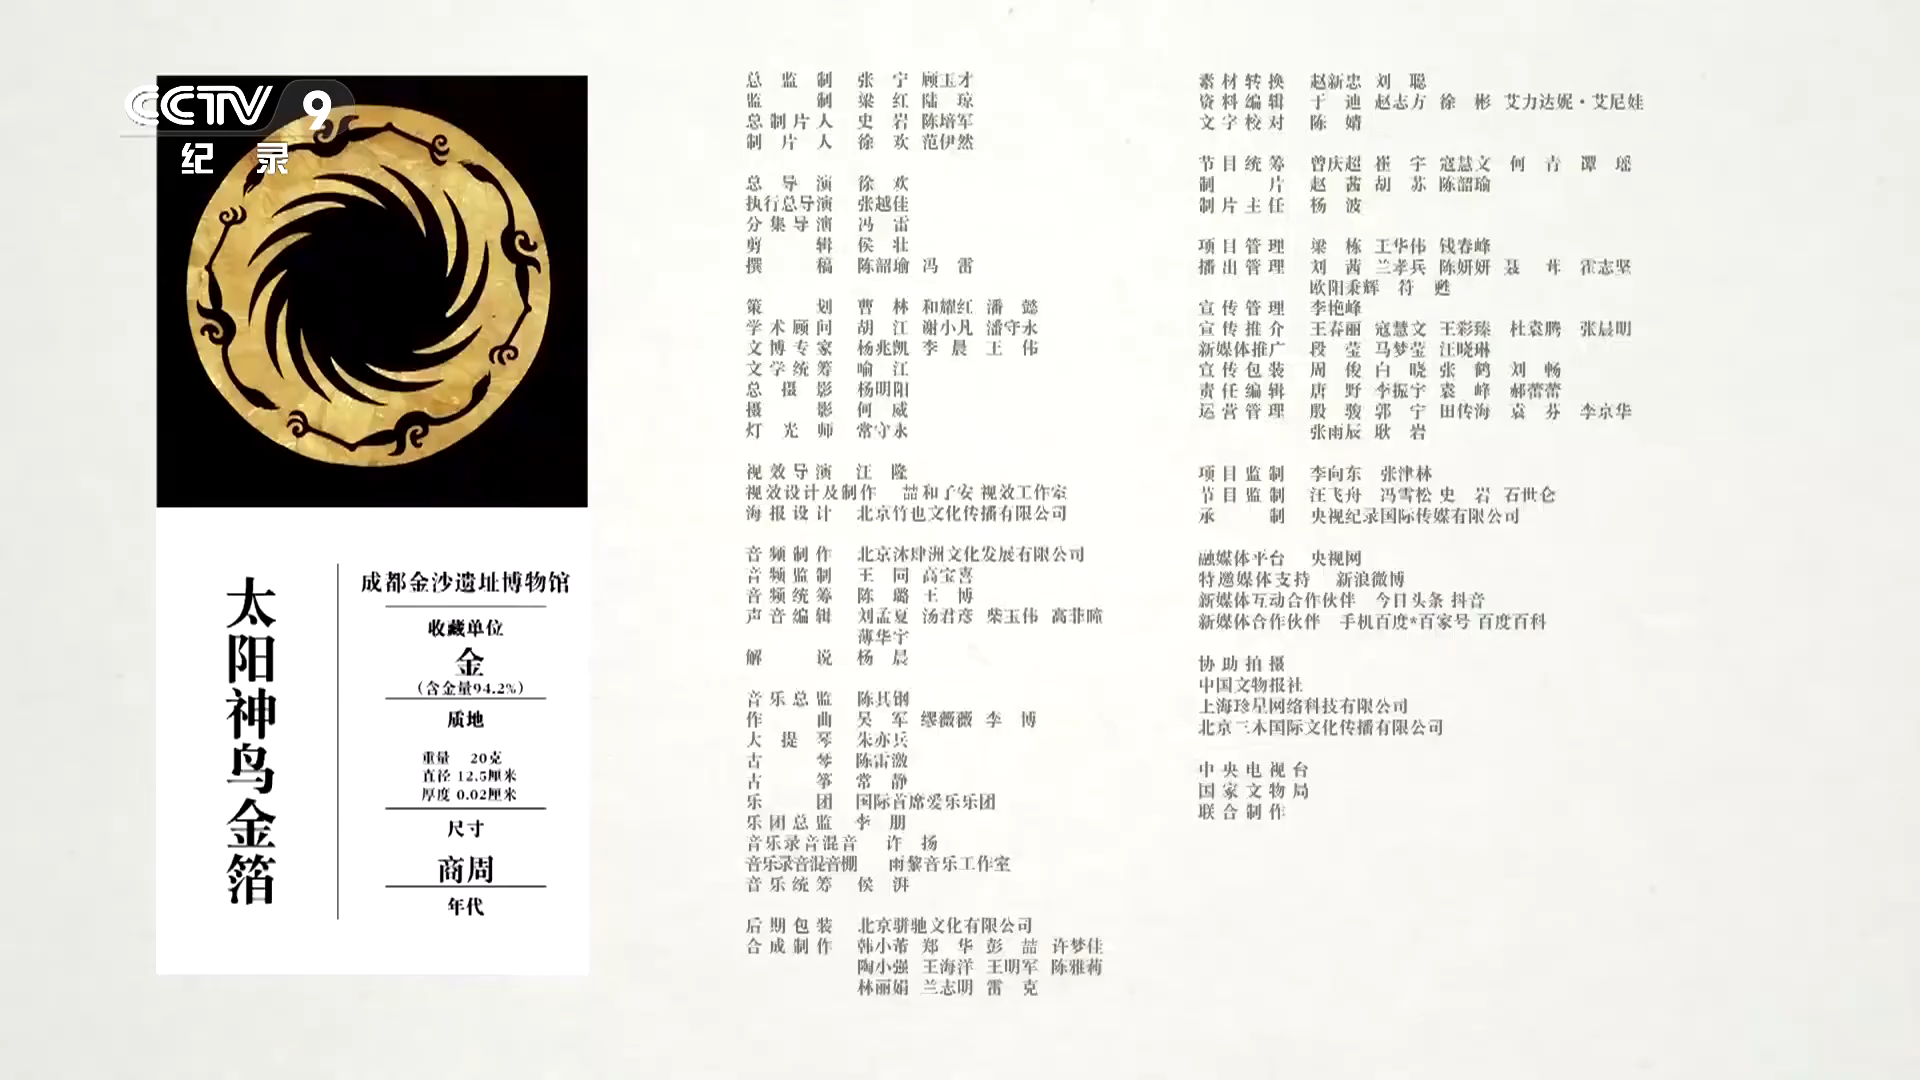 CCTV 9
纪 录
太阳神鸟金箔
成都金沙遗址博物馆
收藏单位
金
（含金量94.2%）
质地
重量 20克
直径 12.5厘米
厚度 0.02厘米
尺寸
商周
年代
总监制 张宁 顾玉才
监制 梁红 陆琼
总制片人 史岩 陈培军
制片人 徐欢 范伊然
总导演 徐欢
执行总导演 张越佳
分集导演 冯雷
剪辑 侯壮
撰稿 陈韶瑜 冯雷
策划 曹林 和耀红 潘懿
学术顾问 胡江 谢小凡 潘守永
文博专家 杨兆凯 李晨 王伟
文学统筹 喻江
总摄影 杨明阳
摄影 何威
灯光师 常守永
视效导演 汪隆
视效设计及制作 喆和子安 视效工作室
海报设计 北京竹也文化传播有限公司
音频制作 北京沐肆洲文化发展有限公司
音频监制 王同 高宝喜
音频统筹 陈璐 王博
声音编辑 刘孟夏 汤君彦 柴玉伟 高菲曈
薄华宇
解说 杨晨
音乐总监 陈其钢
作曲 吴军 缪薇薇 李博
大提琴 朱亦兵
古琴 陈雷激
古筝 常静
乐团 国际首席爱乐乐团
乐团总监 李朋
音乐录音混音 许扬
音乐录音混音棚 雨黎音乐工作室
音乐统筹 侯湃
后期包装 北京骈驰文化有限公司
合成制作 韩小苇 郑华 彭喆 许梦佳
陶小强 王海洋 王明军 陈雅莉
林丽娟 兰志明 雷克
素材转换 赵新忠 刘聪
资料编辑 于迪 赵志方 徐彬 艾力达妮·艾尼娃
文字校对 陈婧
节目统筹 曾庆超 崔宇 寇慧文 何青 谭瑶
制片 赵茜 胡苏 陈韶瑜
制片主任 杨波
项目管理 梁栋 王华伟 钱春峰
播出管理 刘茜 兰孝兵 陈妍妍 聂茸 霍志坚
欧阳秉辉 符甦
宣传管理 李艳峰
宣传推介 王春丽 寇慧文 王彩臻 杜袁腾 张晨明
新媒体推广 段莹 马梦莹 汪晓琳
宣传包装 周俊 白晓 张鹤 刘畅
责任编辑 唐野 李振宇 袁峰 郝蕾蕾
运营管理 殷骏 郭宁 田传海 袁芬 李京华
张雨辰 耿岩
项目监制 李向东 张津林
节目监制 汪飞舟 冯雪松 史岩 石世仑
承制 央视纪录国际传媒有限公司
融媒体平台 央视网
特邀媒体支持 新浪微博
新媒体互动合作伙伴 今日头条 抖音
新媒体合作伙伴 手机百度*百家号 百度百科
协助拍摄
中国文物报社
上海珍星网络科技有限公司
北京三木国际文化传播有限公司
中央电视台
国家文物局
联合制作